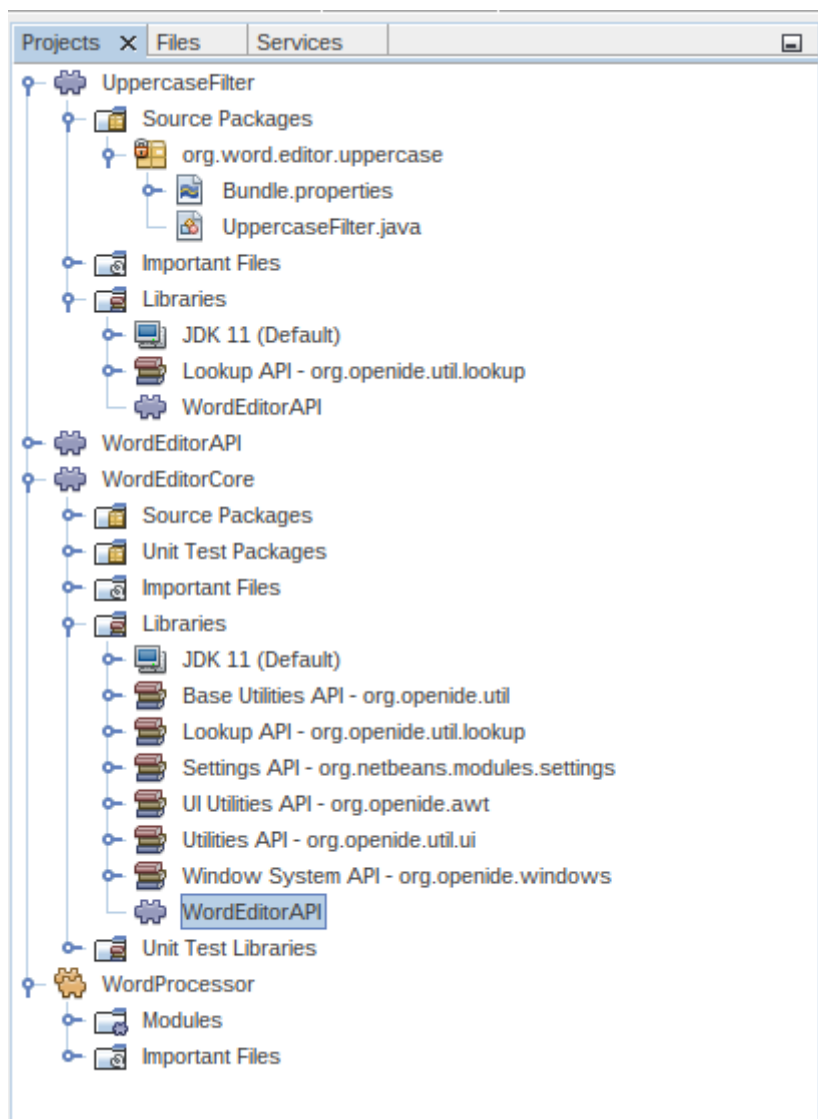 Projects Files Services
UppercaseFilter
Source Packages
org.word.editor.uppercase
Bundle.properties
UppercaseFilter.java
Important Files
Libraries
JDK 11 (Default)
Lookup API - org.openide.util.lookup
WordEditorAPI
WordEditorAPI
WordEditorCore
Source Packages
Unit Test Packages
Important Files
Libraries
JDK 11 (Default)
Base Utilities API - org.openide.util
Lookup API - org.openide.util.lookup
Settings API - org.netbeans.modules.settings
UI Utilities API - org.openide.awt
Utilities API - org.openide.util.ui
Window System API - org.openide.windows
WordEditorAPI
Unit Test Libraries
WordProcessor
Modules
Important Files